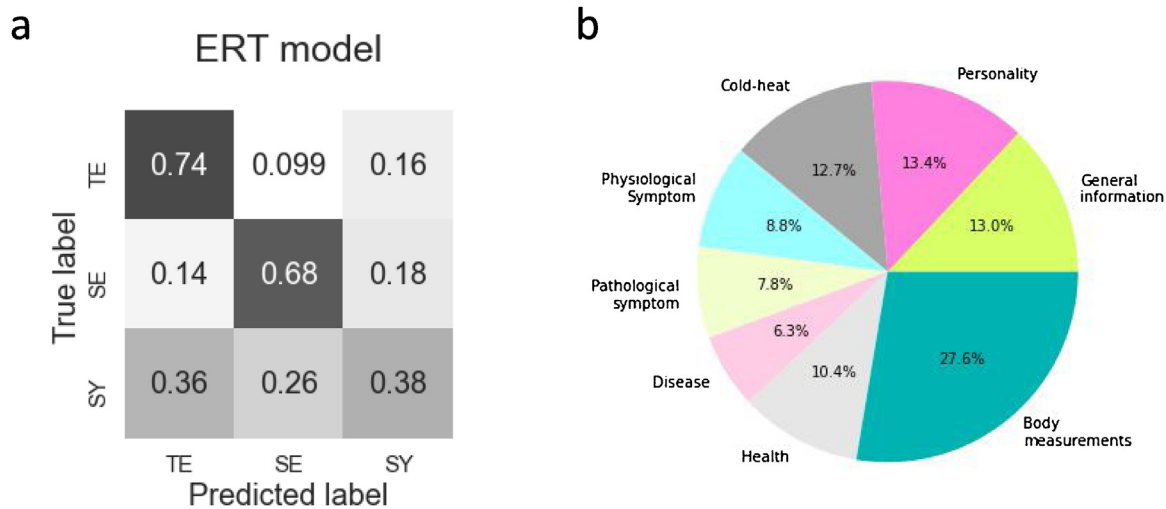 a
ERT model
True label
TE
0.74
0.099
0.16
SE
0.14
0.68
0.18
SY
0.36
0.26
0.38
TE
SE
SY
Predicted label
b
Personality
13.4%
Cold-heat
12.7%
General
information
13.0%
Physiological
Symptom
8.8%
Pathological
symptom
7.8%
Disease
6.3%
Health
10.4%
Body
measurements
27.6%